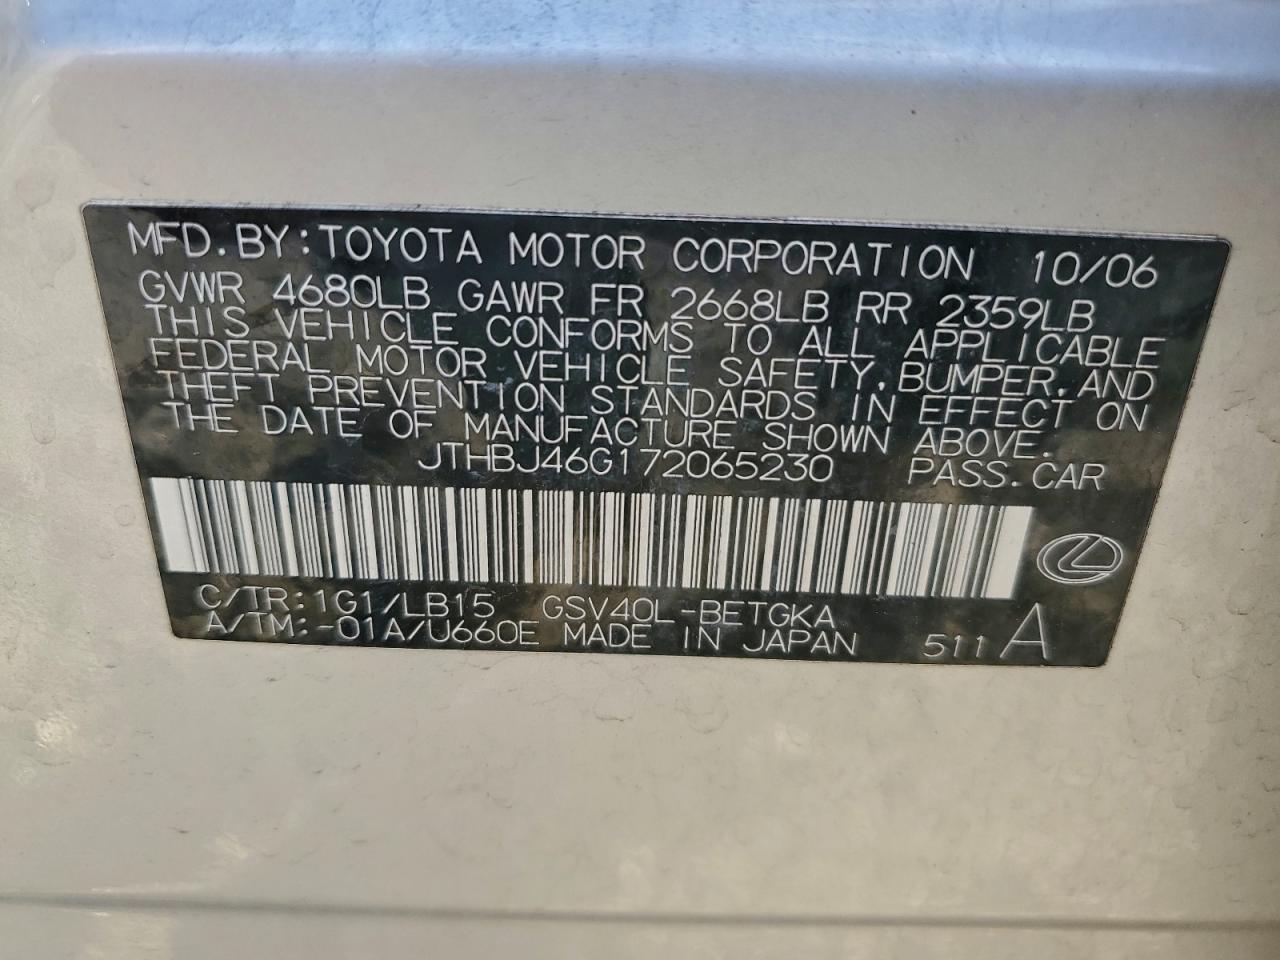 MFD.BY:TOYOTA MOTOR CORPORATION 10/06
GVWR 4680LB GAWR FR 2668LB RR 2359LB
THIS VEHICLE CONFORMS TO ALL APPLICABLE
FEDERAL MOTOR VEHICLE SAFETY,BUMPER,AND
THEFT PREVENTION STANDARDS IN EFFECT ON
THE DATE OF MANUFACTURE SHOWN ABOVE.
JTHBJ46G172065230 PASS.CAR
C/TR:1G1/LB15 GSV40L-BETGKA
A/TM:-01A/U660E MADE IN JAPAN 511 A